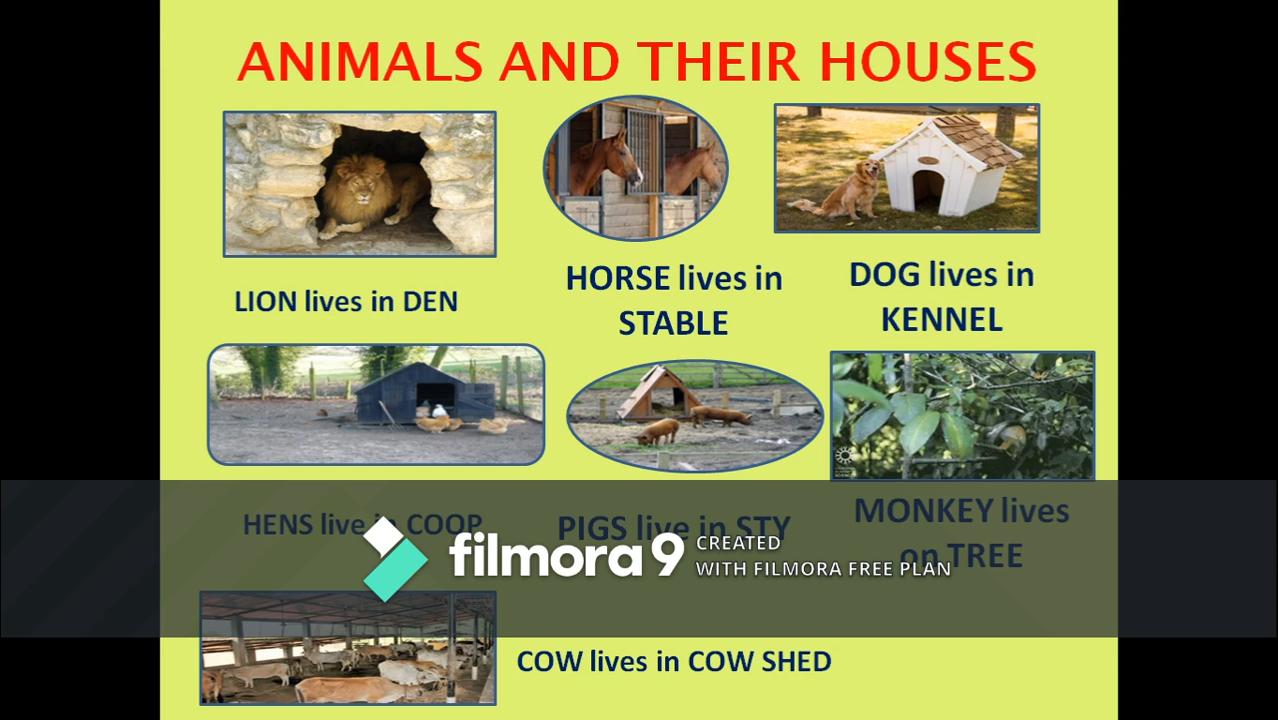 ANIMALS AND THEIR HOUSES
LION lives in DEN
HORSE lives in
STABLE
DOG lives in
KENNEL
HENS live in COOP
PIGS live in STY
MONKEY lives
on TREE
filmora 9
CREATED
WITH FILMORA FREE PLAN
COW lives in COW SHED